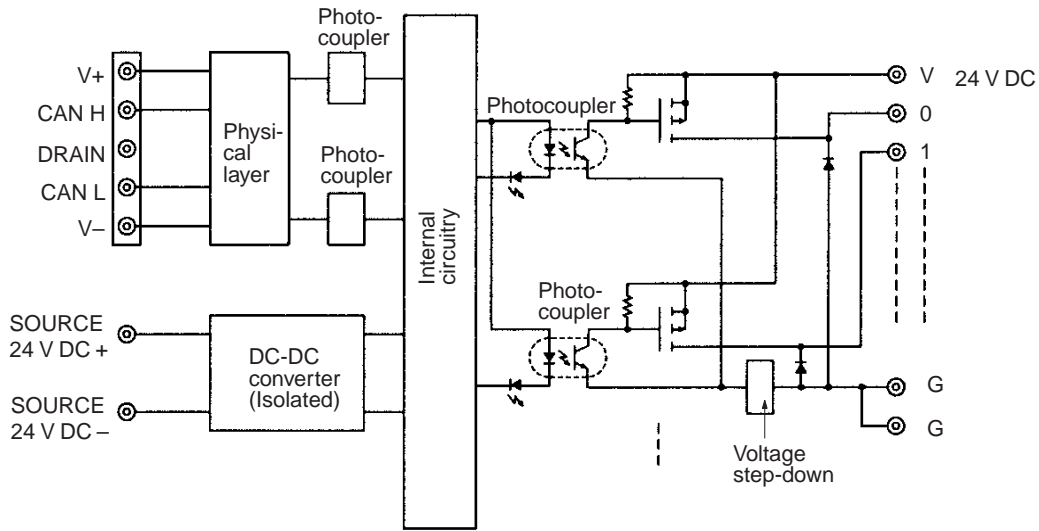 Photo-
coupler
V+
CAN H
DRAIN
CAN L
V–
Physi-
cal
layer
Photo-
coupler
SOURCE
24 V DC +
SOURCE
24 V DC –
DC-DC
converter
(Isolated)
Internal
circuitry
Photocoupler
Photo-
coupler
V 24 V DC
0
1
G
G
Voltage
step-down